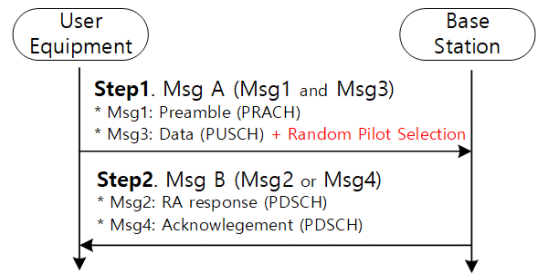 User
Equipment
Base
Station
Step1. Msg A (Msg1 and Msg3)
* Msg1: Preamble (PRACH)
* Msg3: Data (PUSCH) + Random Pilot Selection
Step2. Msg B (Msg2 or Msg4)
* Msg2: RA response (PDSCH)
* Msg4: Acknowlegement (PDSCH)